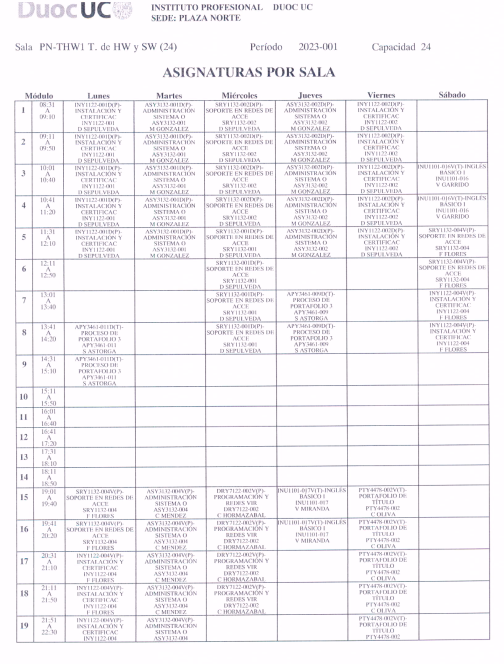 DuocUC
INSTITUTO PROFESIONAL DUOC UC
SEDE: PLAZA NORTE
Sala PN-THW1 T. de HW y SW (24) Período 2023-001 Capacidad 24
ASIGNATURAS POR SALA
Módulo Lunes Martes Miércoles Jueves Viernes Sábado
1
08:31
A
09:10
INY1122-001D(P)-
INSTALACIÓN Y
CERTIFICAC
INY1122-001
D SEPULVEDA
ASY3132-001D(P)-
ADMINISTRACIÓN
SISTEMA O
ASY3132-001
M GONZALEZ
SRY1132-002D(P)-
SOPORTE EN REDES DE
ACCE
SRY1132-002
D SEPULVEDA
ASY3132-002D(P)-
ADMINISTRACIÓN
SISTEMA O
ASY3132-002
M GONZALEZ
INY1122-002D(P)-
INSTALACIÓN Y
CERTIFICAC
INY1122-002
D SEPULVEDA
2
09:11
A
09:50
INY1122-001D(P)-
INSTALACIÓN Y
CERTIFICAC
INY1122-001
D SEPULVEDA
ASY3132-001D(P)-
ADMINISTRACIÓN
SISTEMA O
ASY3132-001
M GONZALEZ
SRY1132-002D(P)-
SOPORTE EN REDES DE
ACCE
SRY1132-002
D SEPULVEDA
ASY3132-002D(P)-
ADMINISTRACIÓN
SISTEMA O
ASY3132-002
M GONZALEZ
INY1122-002D(P)-
INSTALACIÓN Y
CERTIFICAC
INY1122-002
D SEPULVEDA
3
10:01
A
10:40
INY1122-001D(P)-
INSTALACIÓN Y
CERTIFICAC
INY1122-001
D SEPULVEDA
ASY3132-001D(P)-
ADMINISTRACIÓN
SISTEMA O
ASY3132-001
M GONZALEZ
SRY1132-002D(P)-
SOPORTE EN REDES DE
ACCE
SRY1132-002
D SEPULVEDA
ASY3132-002D(P)-
ADMINISTRACIÓN
SISTEMA O
ASY3132-002
M GONZALEZ
INY1122-002D(P)-
INSTALACIÓN Y
CERTIFICAC
INY1122-002
D SEPULVEDA
INU1101-016V(T)-INGLES
BASICO I
INU1101-016
V GARRIDO
4
10:41
A
11:20
INY1122-001D(P)-
INSTALACIÓN Y
CERTIFICAC
INY1122-001
D SEPULVEDA
ASY3132-001D(P)-
ADMINISTRACIÓN
SISTEMA O
ASY3132-001
M GONZALEZ
SRY1132-002D(P)-
SOPORTE EN REDES DE
ACCE
SRY1132-002
D SEPULVEDA
ASY3132-002D(P)-
ADMINISTRACIÓN
SISTEMA O
ASY3132-002
M GONZALEZ
INY1122-002D(P)-
INSTALACIÓN Y
CERTIFICAC
INY1122-002
D SEPULVEDA
INU1101-016V(T)-INGLES
BASICO I
INU1101-016
V GARRIDO
5
11:31
A
12:10
INY1122-001D(P)-
INSTALACIÓN Y
CERTIFICAC
INY1122-001
D SEPULVEDA
ASY3132-001D(P)-
ADMINISTRACIÓN
SISTEMA O
ASY3132-001
M GONZALEZ
SRY1132-001D(P)-
SOPORTE EN REDES DE
ACCE
SRY1132-001
D SEPULVEDA
ASY3132-002D(P)-
ADMINISTRACIÓN
SISTEMA O
ASY3132-002
M GONZALEZ
INY1122-002D(P)-
INSTALACIÓN Y
CERTIFICAC
INY1122-002
D SEPULVEDA
SRY1132-004V(P)-
SOPORTE EN REDES DE
ACCE
SRY1132-004
F FLORES
6
12:11
A
12:50
SRY1132-001D(P)-
SOPORTE EN REDES DE
ACCE
SRY1132-001
D SEPULVEDA
SRY1132-004V(P)-
SOPORTE EN REDES DE
ACCE
SRY1132-004
F FLORES
7
13:01
A
13:40
SRY1132-001D(P)-
SOPORTE EN REDES DE
ACCE
SRY1132-001
D SEPULVEDA
APY3461-009D(T)-
PROCESO DE
PORTAFOLIO 3
APY3461-009
S ASTORGA
INY1122-004V(P)-
INSTALACIÓN Y
CERTIFICAC
INY1122-004
F FLORES
8
13:41
A
14:20
APY3461-011D(T)-
PROCESO DE
PORTAFOLIO 3
APY3461-011
S ASTORGA
SRY1132-001D(P)-
SOPORTE EN REDES DE
ACCE
SRY1132-001
D SEPULVEDA
APY3461-009D(T)-
PROCESO DE
PORTAFOLIO 3
APY3461-009
S ASTORGA
INY1122-004V(P)-
INSTALACIÓN Y
CERTIFICAC
INY1122-004
F FLORES
9
14:31
A
15:10
APY3461-011D(T)-
PROCESO DE
PORTAFOLIO 3
APY3461-011
S ASTORGA
10
15:11
A
15:50
11
16:01
A
16:40
12
16:41
A
17:20
13
17:31
A
18:10
14
18:11
A
18:50
15
19:01
A
19:40
SRY1132-004V(P)-
SOPORTE EN REDES DE
ACCE
SRY1132-004
F FLORES
ASY3132-004V(P)-
ADMINISTRACIÓN
SISTEMA O
ASY3132-004
C MENDEZ
DRY7122-002V(P)-
PROGRAMACIÓN Y
REDES VIR
DRY7122-002
C HORMAZABAL
INU1101-017V(T)-INGLES
BASICO I
INU1101-017
V MIRANDA
PTY4478-002V(T)-
PORTAFOLIO DE
TÍTULO
PTY4478-002
C OLIVA
16
19:41
A
20:20
SRY1132-004V(P)-
SOPORTE EN REDES DE
ACCE
SRY1132-004
F FLORES
ASY3132-004V(P)-
ADMINISTRACIÓN
SISTEMA O
ASY3132-004
C MENDEZ
DRY7122-002V(P)-
PROGRAMACIÓN Y
REDES VIR
DRY7122-002
C HORMAZABAL
INU1101-017V(T)-INGLES
BASICO I
INU1101-017
V MIRANDA
PTY4478-002V(T)-
PORTAFOLIO DE
TÍTULO
PTY4478-002
C OLIVA
17
20:31
A
21:10
INY1122-004V(P)-
INSTALACIÓN Y
CERTIFICAC
INY1122-004
F FLORES
ASY3132-004V(P)-
ADMINISTRACIÓN
SISTEMA O
ASY3132-004
C MENDEZ
DRY7122-002V(P)-
PROGRAMACIÓN Y
REDES VIR
DRY7122-002
C HORMAZABAL
PTY4478-002V(T)-
PORTAFOLIO DE
TÍTULO
PTY4478-002
C OLIVA
18
21:11
A
21:50
INY1122-004V(P)-
INSTALACIÓN Y
CERTIFICAC
INY1122-004
F FLORES
ASY3132-004V(P)-
ADMINISTRACIÓN
SISTEMA O
ASY3132-004
C MENDEZ
DRY7122-002V(P)-
PROGRAMACIÓN Y
REDES VIR
DRY7122-002
C HORMAZABAL
PTY4478-002V(T)-
PORTAFOLIO DE
TÍTULO
PTY4478-002
C OLIVA
19
21:51
A
22:30
INY1122-004V(P)-
INSTALACIÓN Y
CERTIFICAC
INY1122-004
ASY3132-004V(P)-
ADMINISTRACIÓN
SISTEMA O
ASY3132-004
PTY4478-002V(T)-
PORTAFOLIO DE
TÍTULO
PTY4478-002